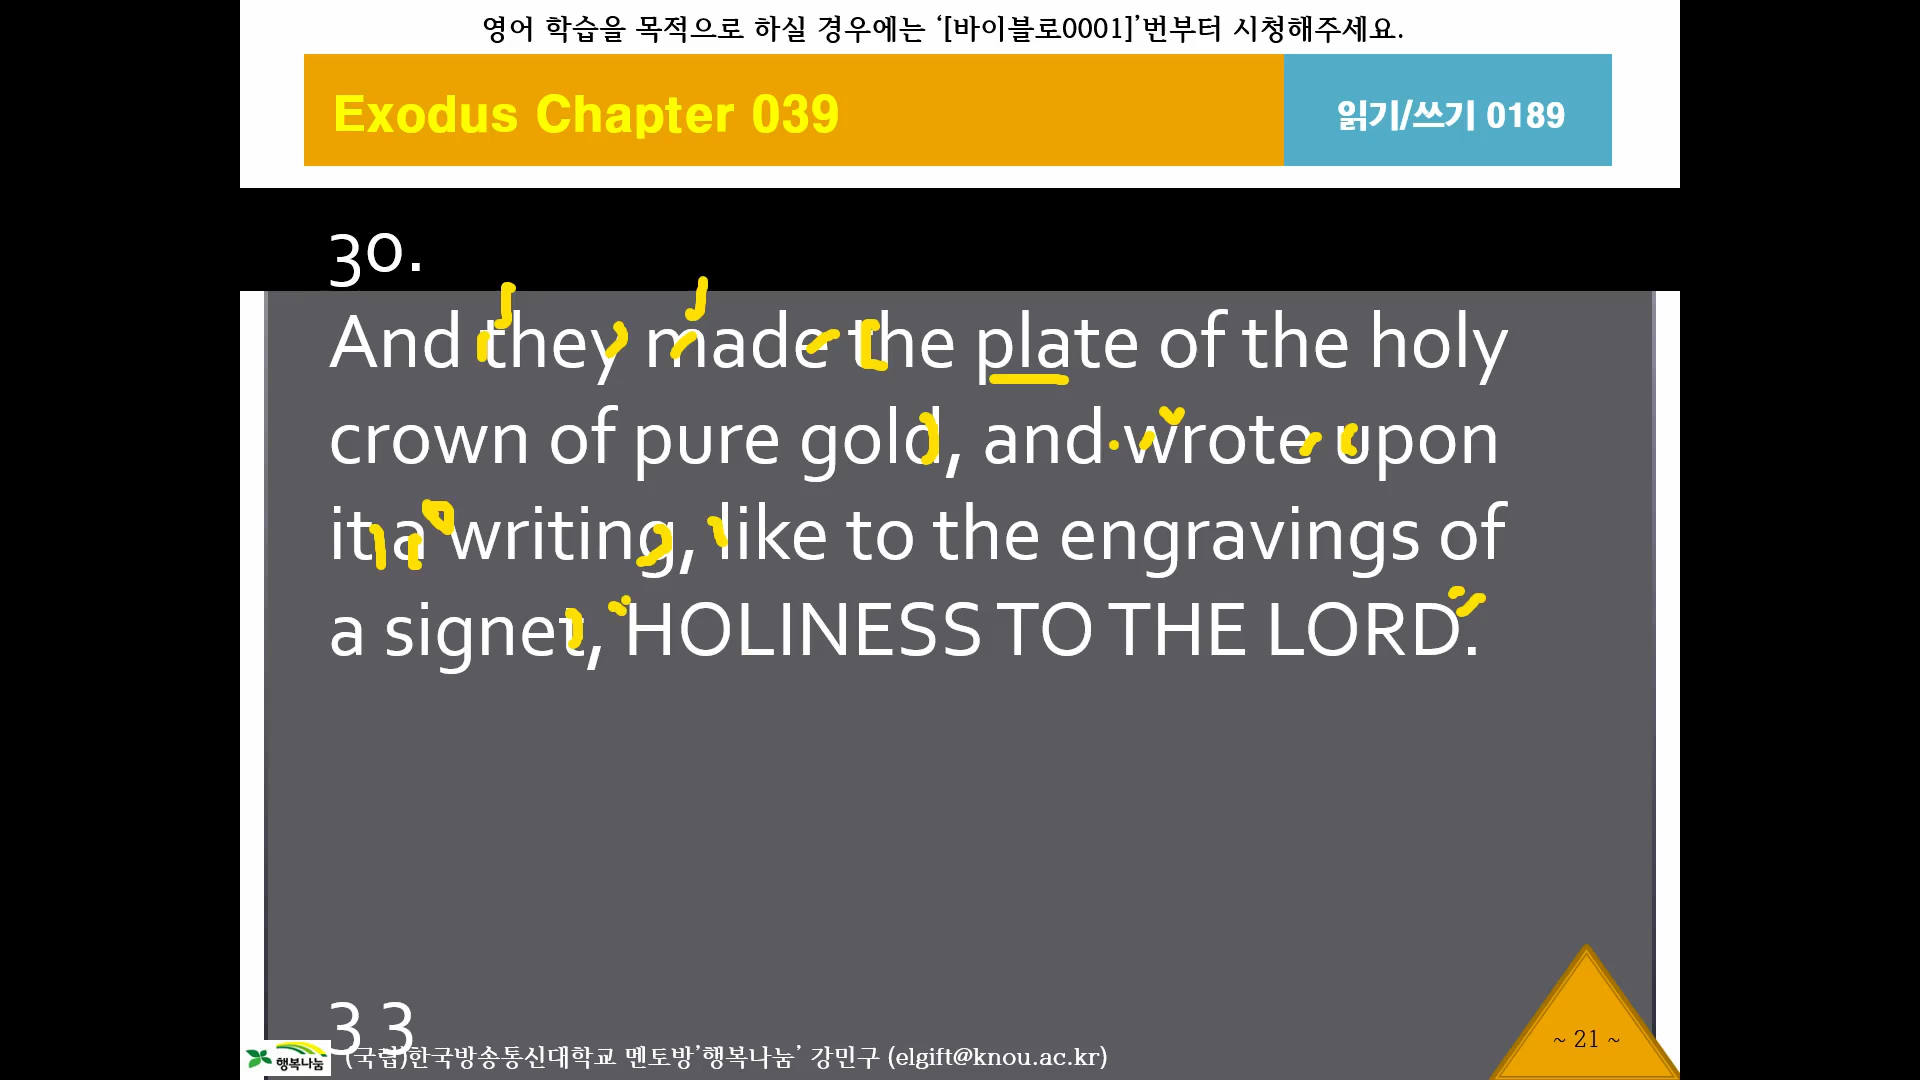 영어 학습을 목적으로 하실 경우에는 ‘[바이블로0001]’번부터 시청해주세요.
Exodus Chapter 039
읽기/쓰기 0189
30.
And they made the plate of the holy
crown of pure gold, and wrote upon
it a writing, like to the engravings of
a signet, HOLINESS TO THE LORD.
3 3
행복나눔
(국립)한국방송통신대학교 멘토방’행복나눔’ 강민구 (elgift@knou.ac.kr)
~ 21 ~